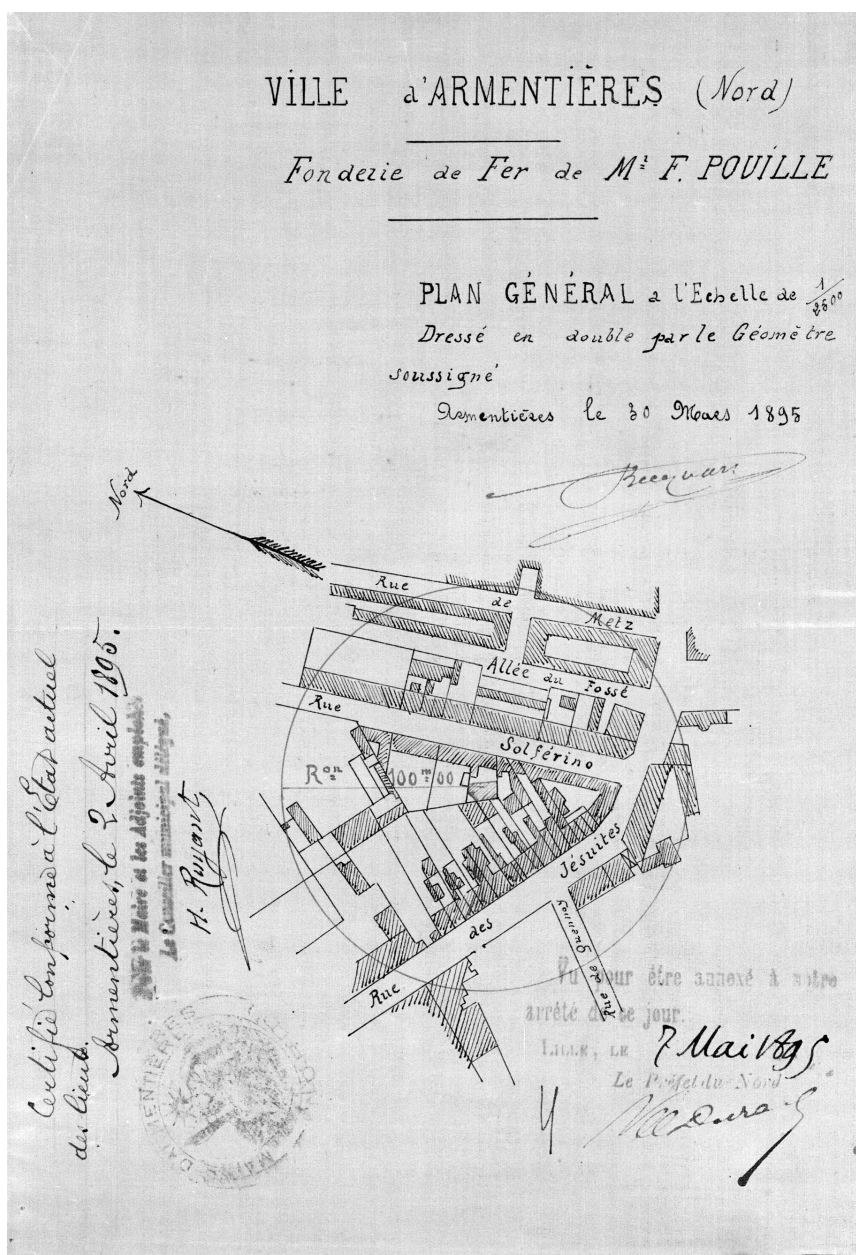 VILLE d'ARMENTIÈRES (Nord)
Fonderie de Fer de Mr F. POUILLE
PLAN GÉNÉRAL a l'Echelle de 1/2500
Dressé en double par le Géomètre
soussigné
Armentières le 30 Mars 1895
Nord
Rue de Metz
Allée du Fossé
Rue Solférino
Ron 100m00
Rue des Jésuites
Rue de
Certifié conforme à l'État actuel
des lieux
Armentières, le 2 Avril 1895.
Pour le Maire et les Adjoints empêchés
Le Conseiller municipal délégué,
H. Ruyant
MAIRIE D'ARMENTIÈRES
Vu pour être annexé à notre
arrêté de ce jour.
LILLE, LE 7 Mai 1895
Le Préfet du Nord